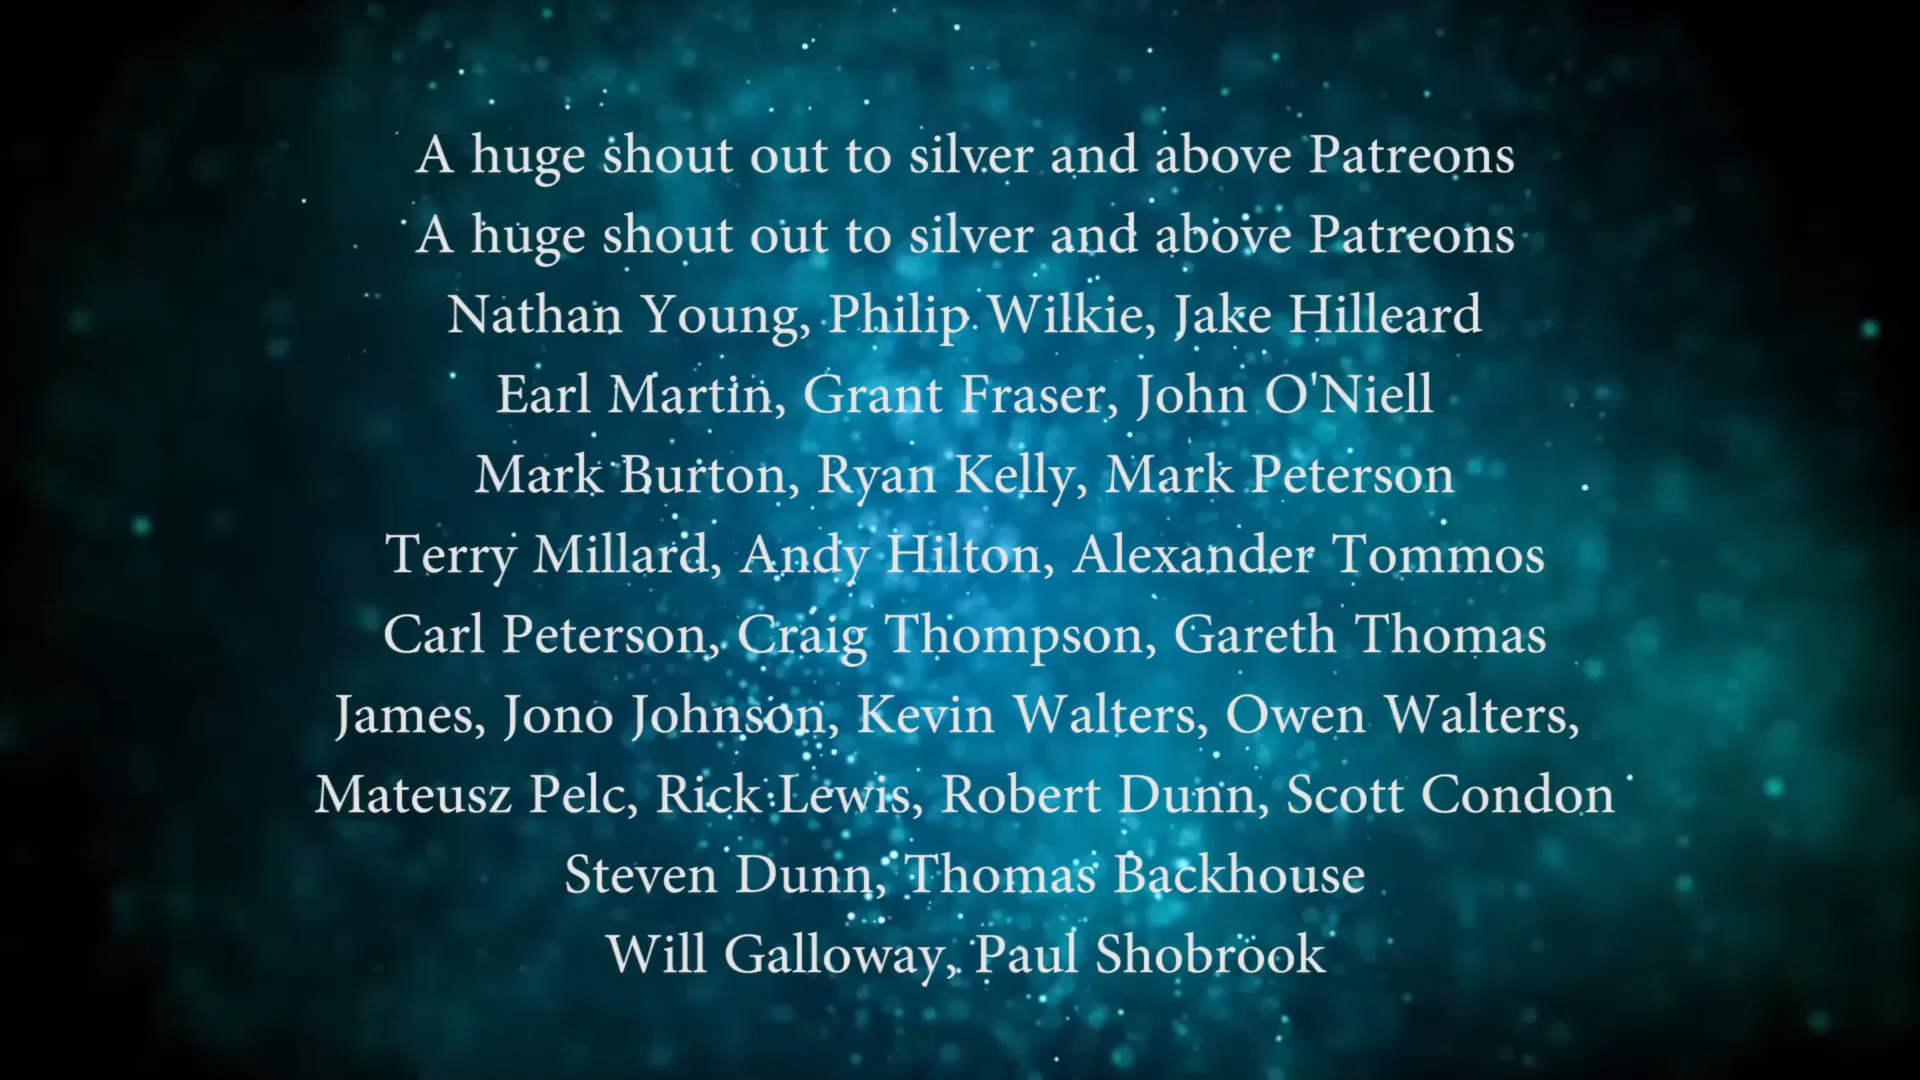 A huge shout out to silver and above Patreons
A huge shout out to silver and above Patreons
Nathan Young, Philip Wilkie, Jake Hilleard
Earl Martin, Grant Fraser, John O'Niell
Mark Burton, Ryan Kelly, Mark Peterson
Terry Millard, Andy Hilton, Alexander Tommos
Carl Peterson, Craig Thompson, Gareth Thomas
James, Jono Johnson, Kevin Walters, Owen Walters,
Mateusz Pelc, Rick Lewis, Robert Dunn, Scott Condon
Steven Dunn, Thomas Backhouse
Will Galloway, Paul Shobrook